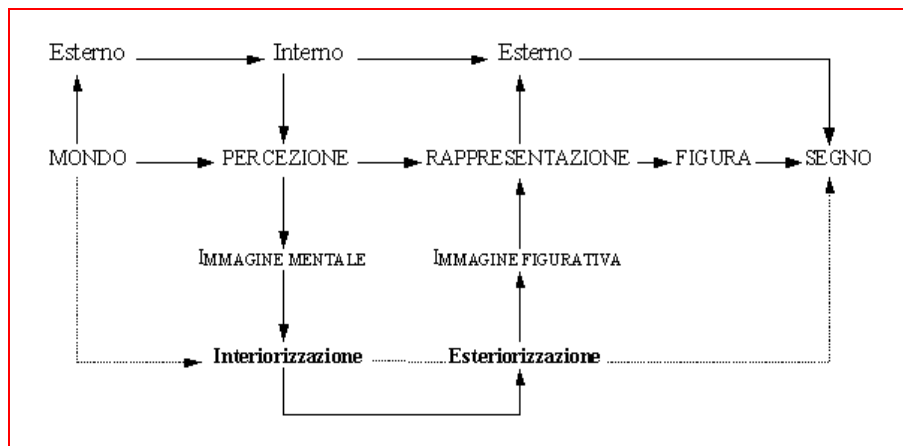 Esterno Interno Esterno
MONDO PERCEZIONE RAPPRESENTAZIONE FIGURA SEGNO
IMMAGINE MENTALE IMMAGINE FIGURATIVA
Interiorizzazione Esteriorizzazione